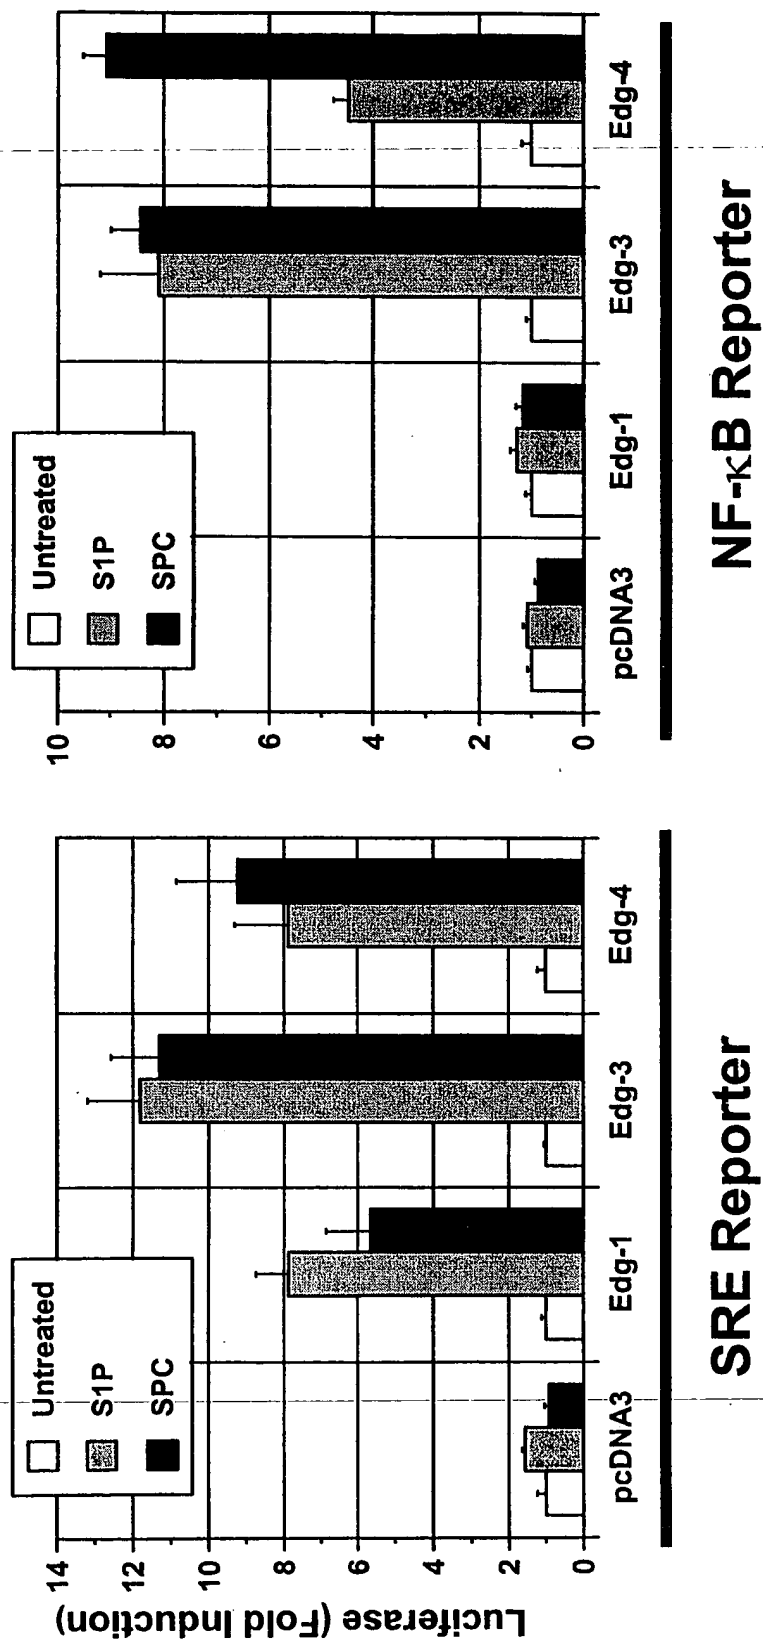 Luciferase (Fold Induction)
14
12
10
8
6
4
2
0
Untreated
S1P
SPC
pcDNA3
Edg-1
Edg-3
Edg-4
SRE Reporter
10
8
6
4
2
0
Untreated
S1P
SPC
pcDNA3
Edg-1
Edg-3
Edg-4
NF-κB Reporter